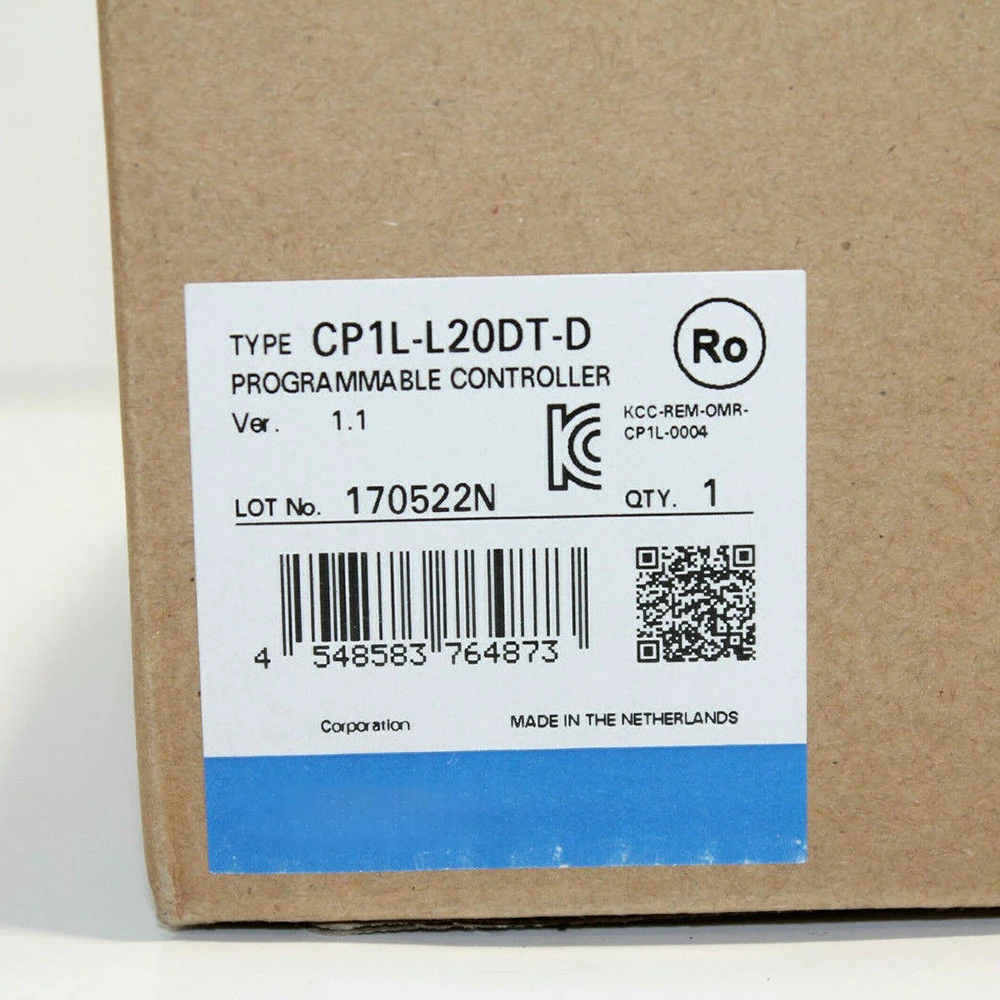 TYPE CP1L-L20DT-D
Ro
PROGRAMMABLE CONTROLLER
Ver. 1.1
KCC-REM-OMR-
CP1L-0004
LOT No. 170522N
QTY. 1
4 548583 764873
Corporation
MADE IN THE NETHERLANDS